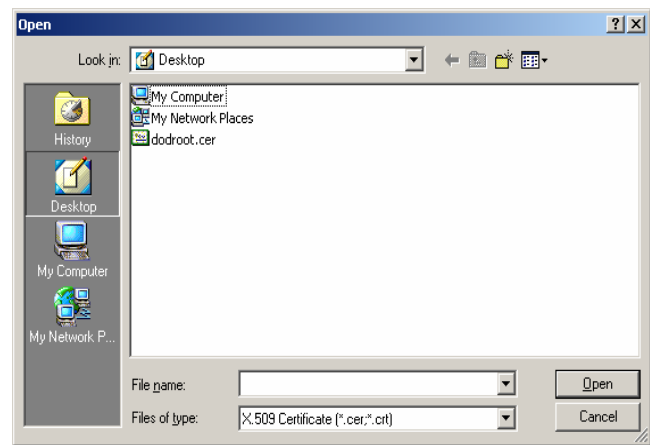 Open
Look in: Desktop
History
Desktop
My Computer
My Network P...
My Computer
My Network Places
dodroot.cer
File name:
Open
Files of type: X.509 Certificate (*.cer;*.crt)
Cancel